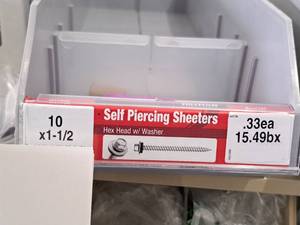 10
x1-1/2
Self Piercing Sheeters
Hex Head w/ Washer
.33ea
15.49bx